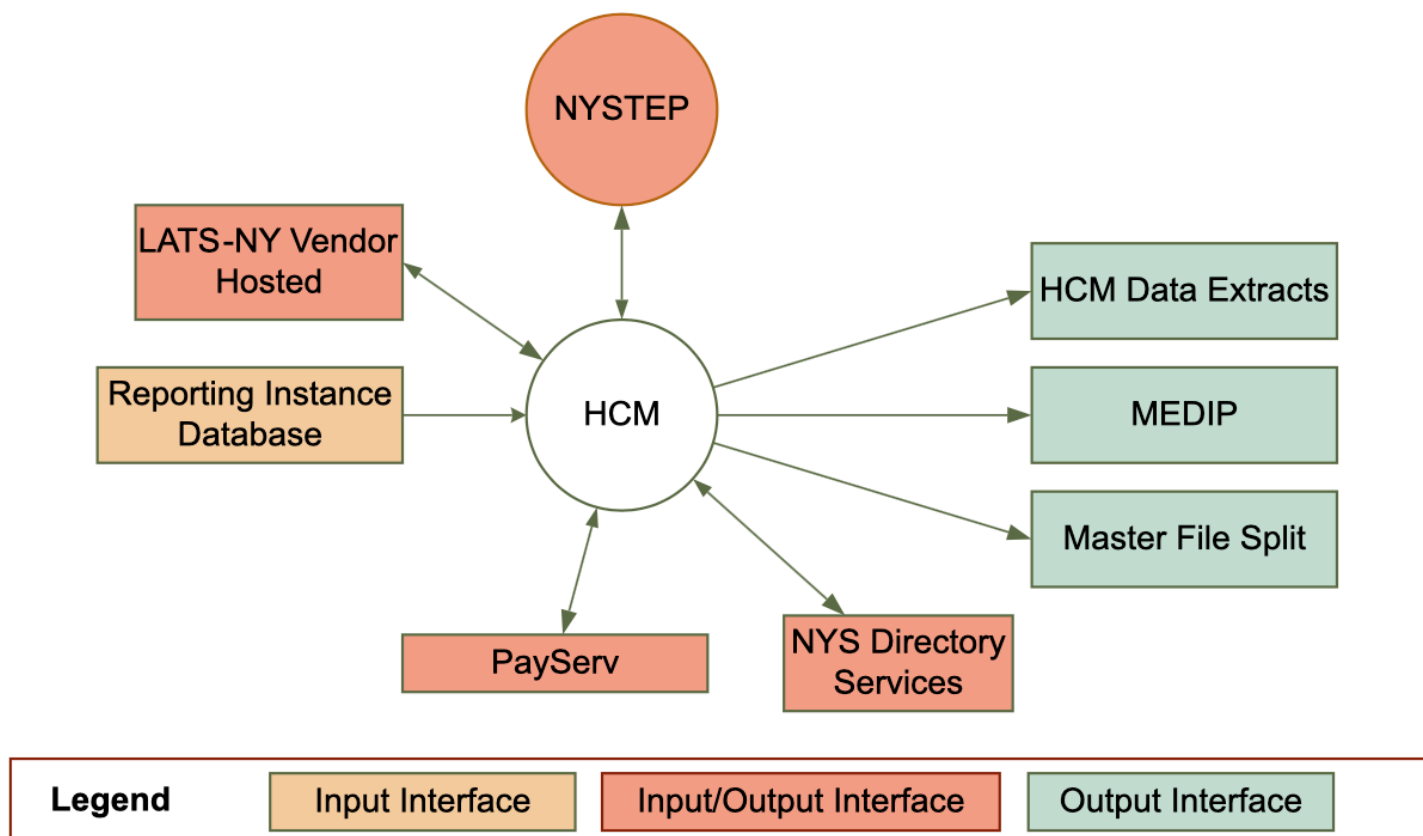 NYSTEP
LATS-NY Vendor
Hosted
HCM Data Extracts
Reporting Instance
Database
HCM
MEDIP
Master File Split
PayServ
NYS Directory
Services
Legend
Input Interface
Input/Output Interface
Output Interface